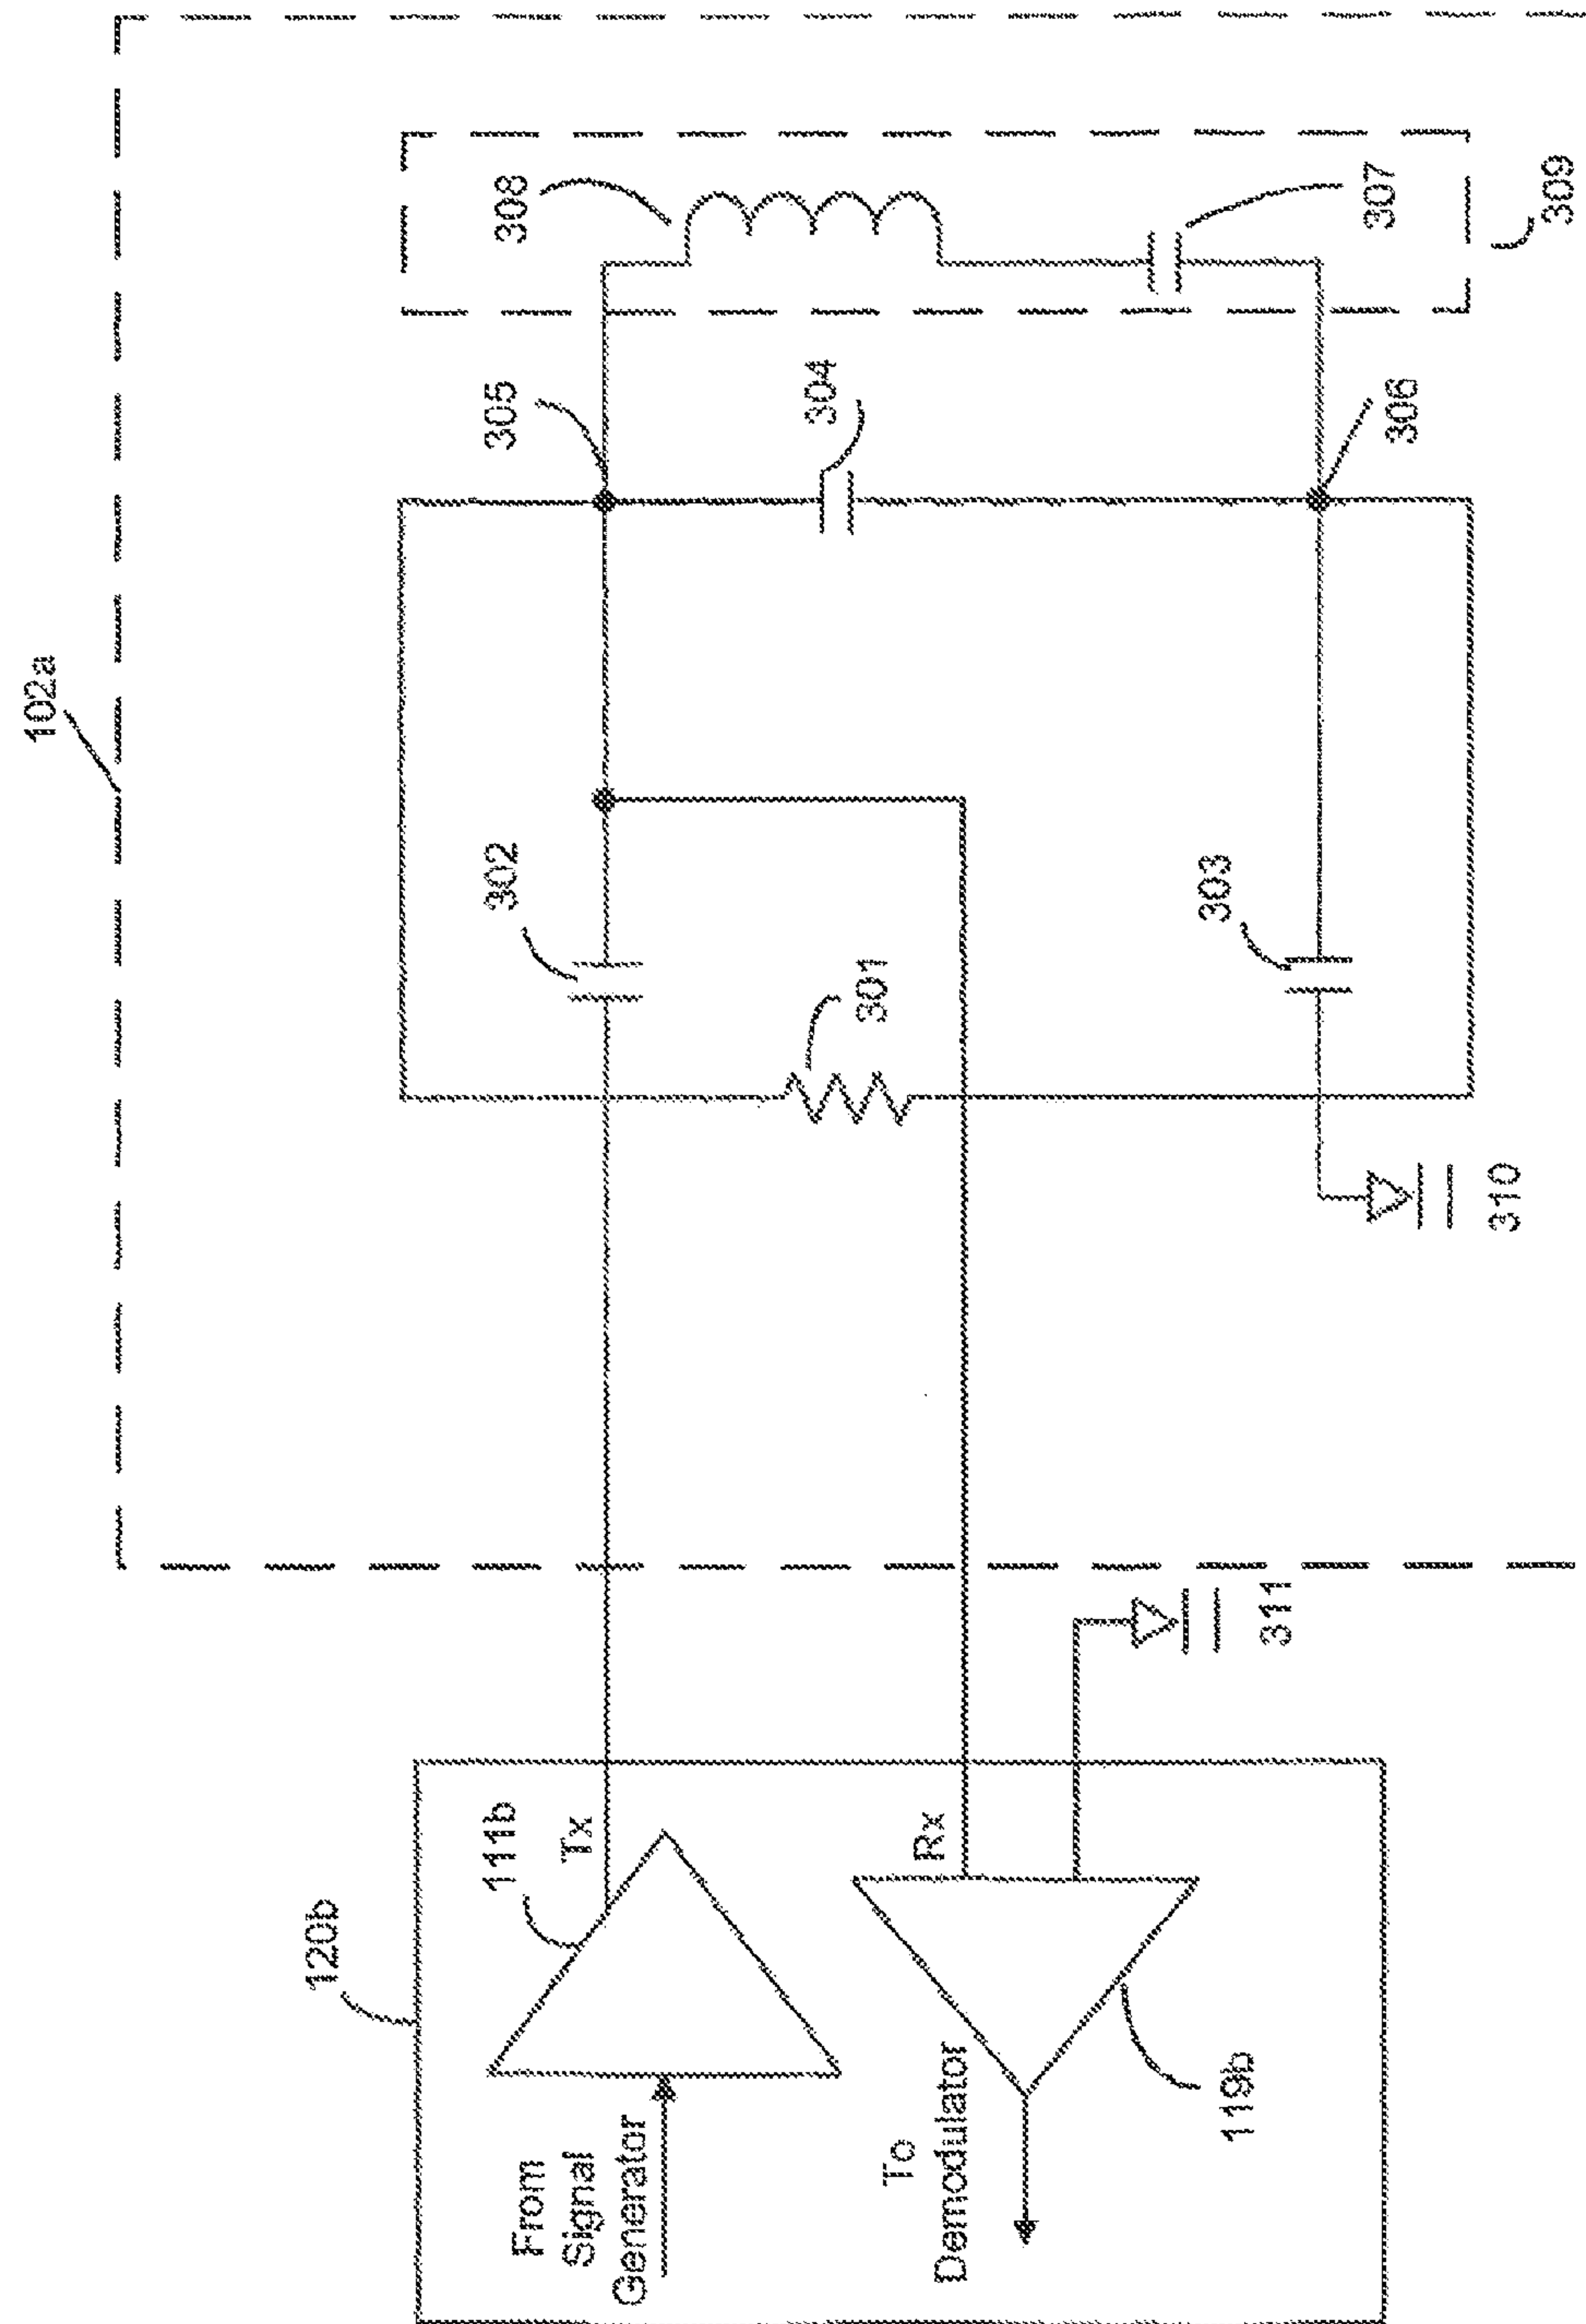 102a
308
307
309
305
304
306
302
301
303
310
311
120b
111b
Tx
Rx
From
Signal
Generator
To
Demodulator
119b